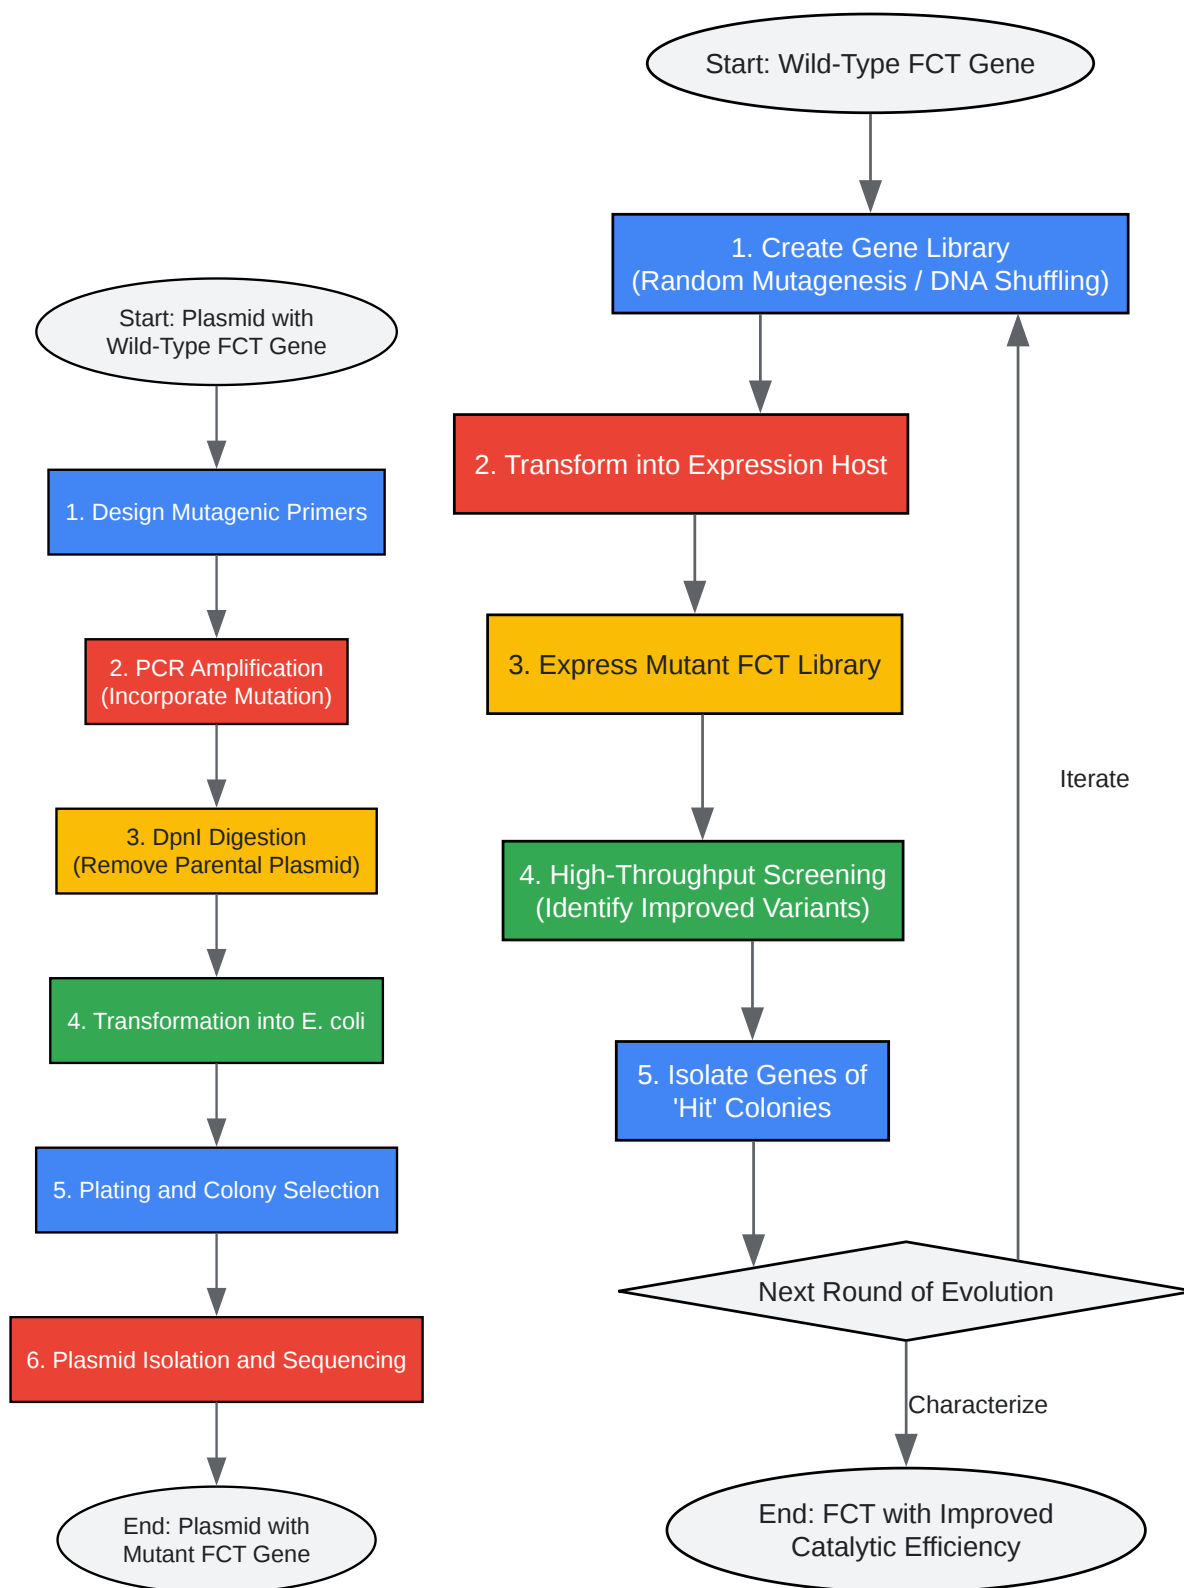 Start: Plasmid with
Wild-Type FCT Gene
1. Design Mutagenic Primers
2. PCR Amplification
(Incorporate Mutation)
3. DpnI Digestion
(Remove Parental Plasmid)
4. Transformation into E. coli
5. Plating and Colony Selection
6. Plasmid Isolation and Sequencing
End: Plasmid with
Mutant FCT Gene
Start: Wild-Type FCT Gene
1. Create Gene Library
(Random Mutagenesis / DNA Shuffling)
2. Transform into Expression Host
3. Express Mutant FCT Library
4. High-Throughput Screening
(Identify Improved Variants)
5. Isolate Genes of
'Hit' Colonies
Next Round of Evolution
Iterate
Characterize
End: FCT with Improved
Catalytic Efficiency